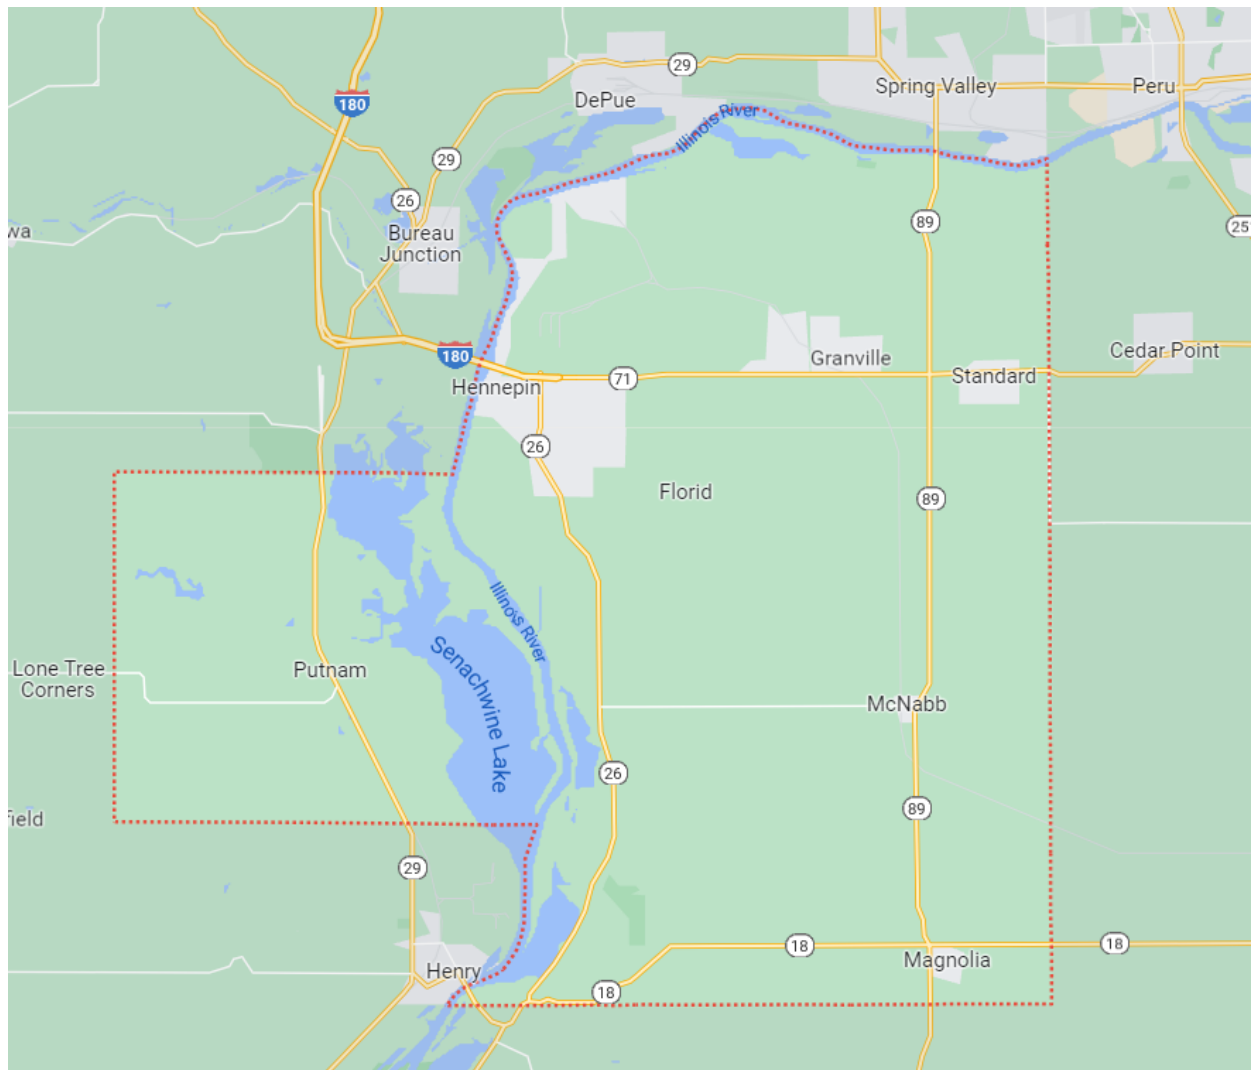 29
180
DePue
Spring Valley
Peru
Illinois River
29
26
89
25
wa
Bureau
Junction
180
Granville
Cedar Point
Hennepin
71
Standard
26
Florid
89
Illinois River
Senachwine Lake
Lone Tree
Corners
Putnam
McNabb
26
89
field
29
18
18
Magnolia
Henry
18